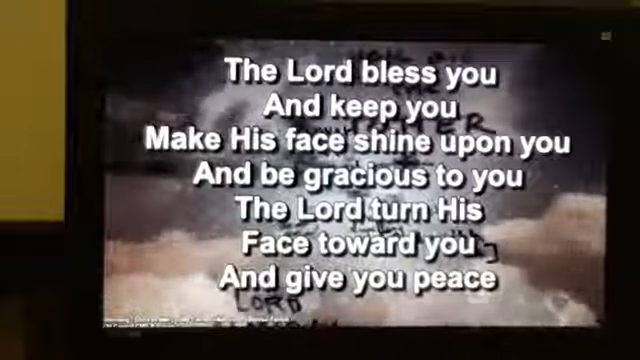 The Lord bless you
And keep you
Make His face shine upon you
And be gracious to you
The Lord turn His
Face toward you
And give you peace
LORD